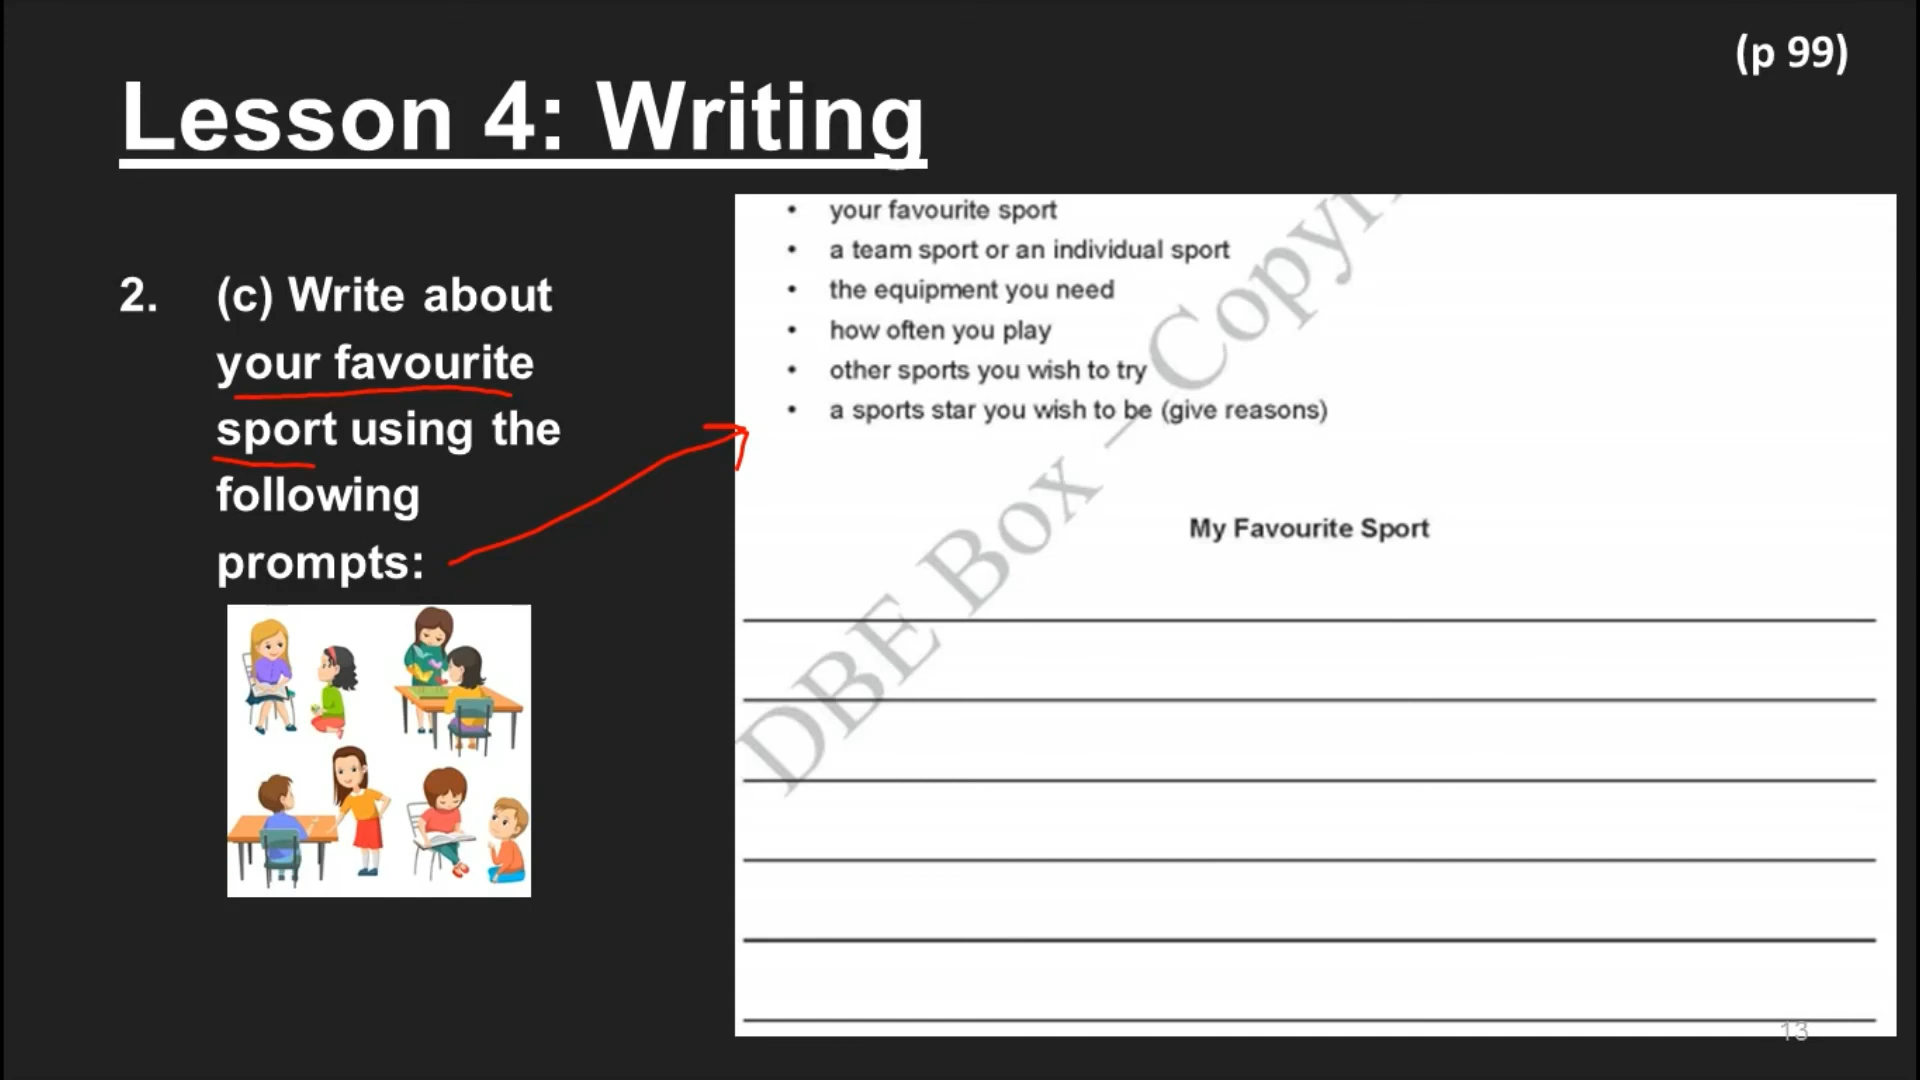 (p 99)
Lesson 4: Writing
2. (c) Write about
your favourite
sport using the
following
prompts:
• your favourite sport
• a team sport or an individual sport
• the equipment you need
• how often you play
• other sports you wish to try
• a sports star you wish to be (give reasons)
My Favourite Sport
DBE Box – Copyr
13